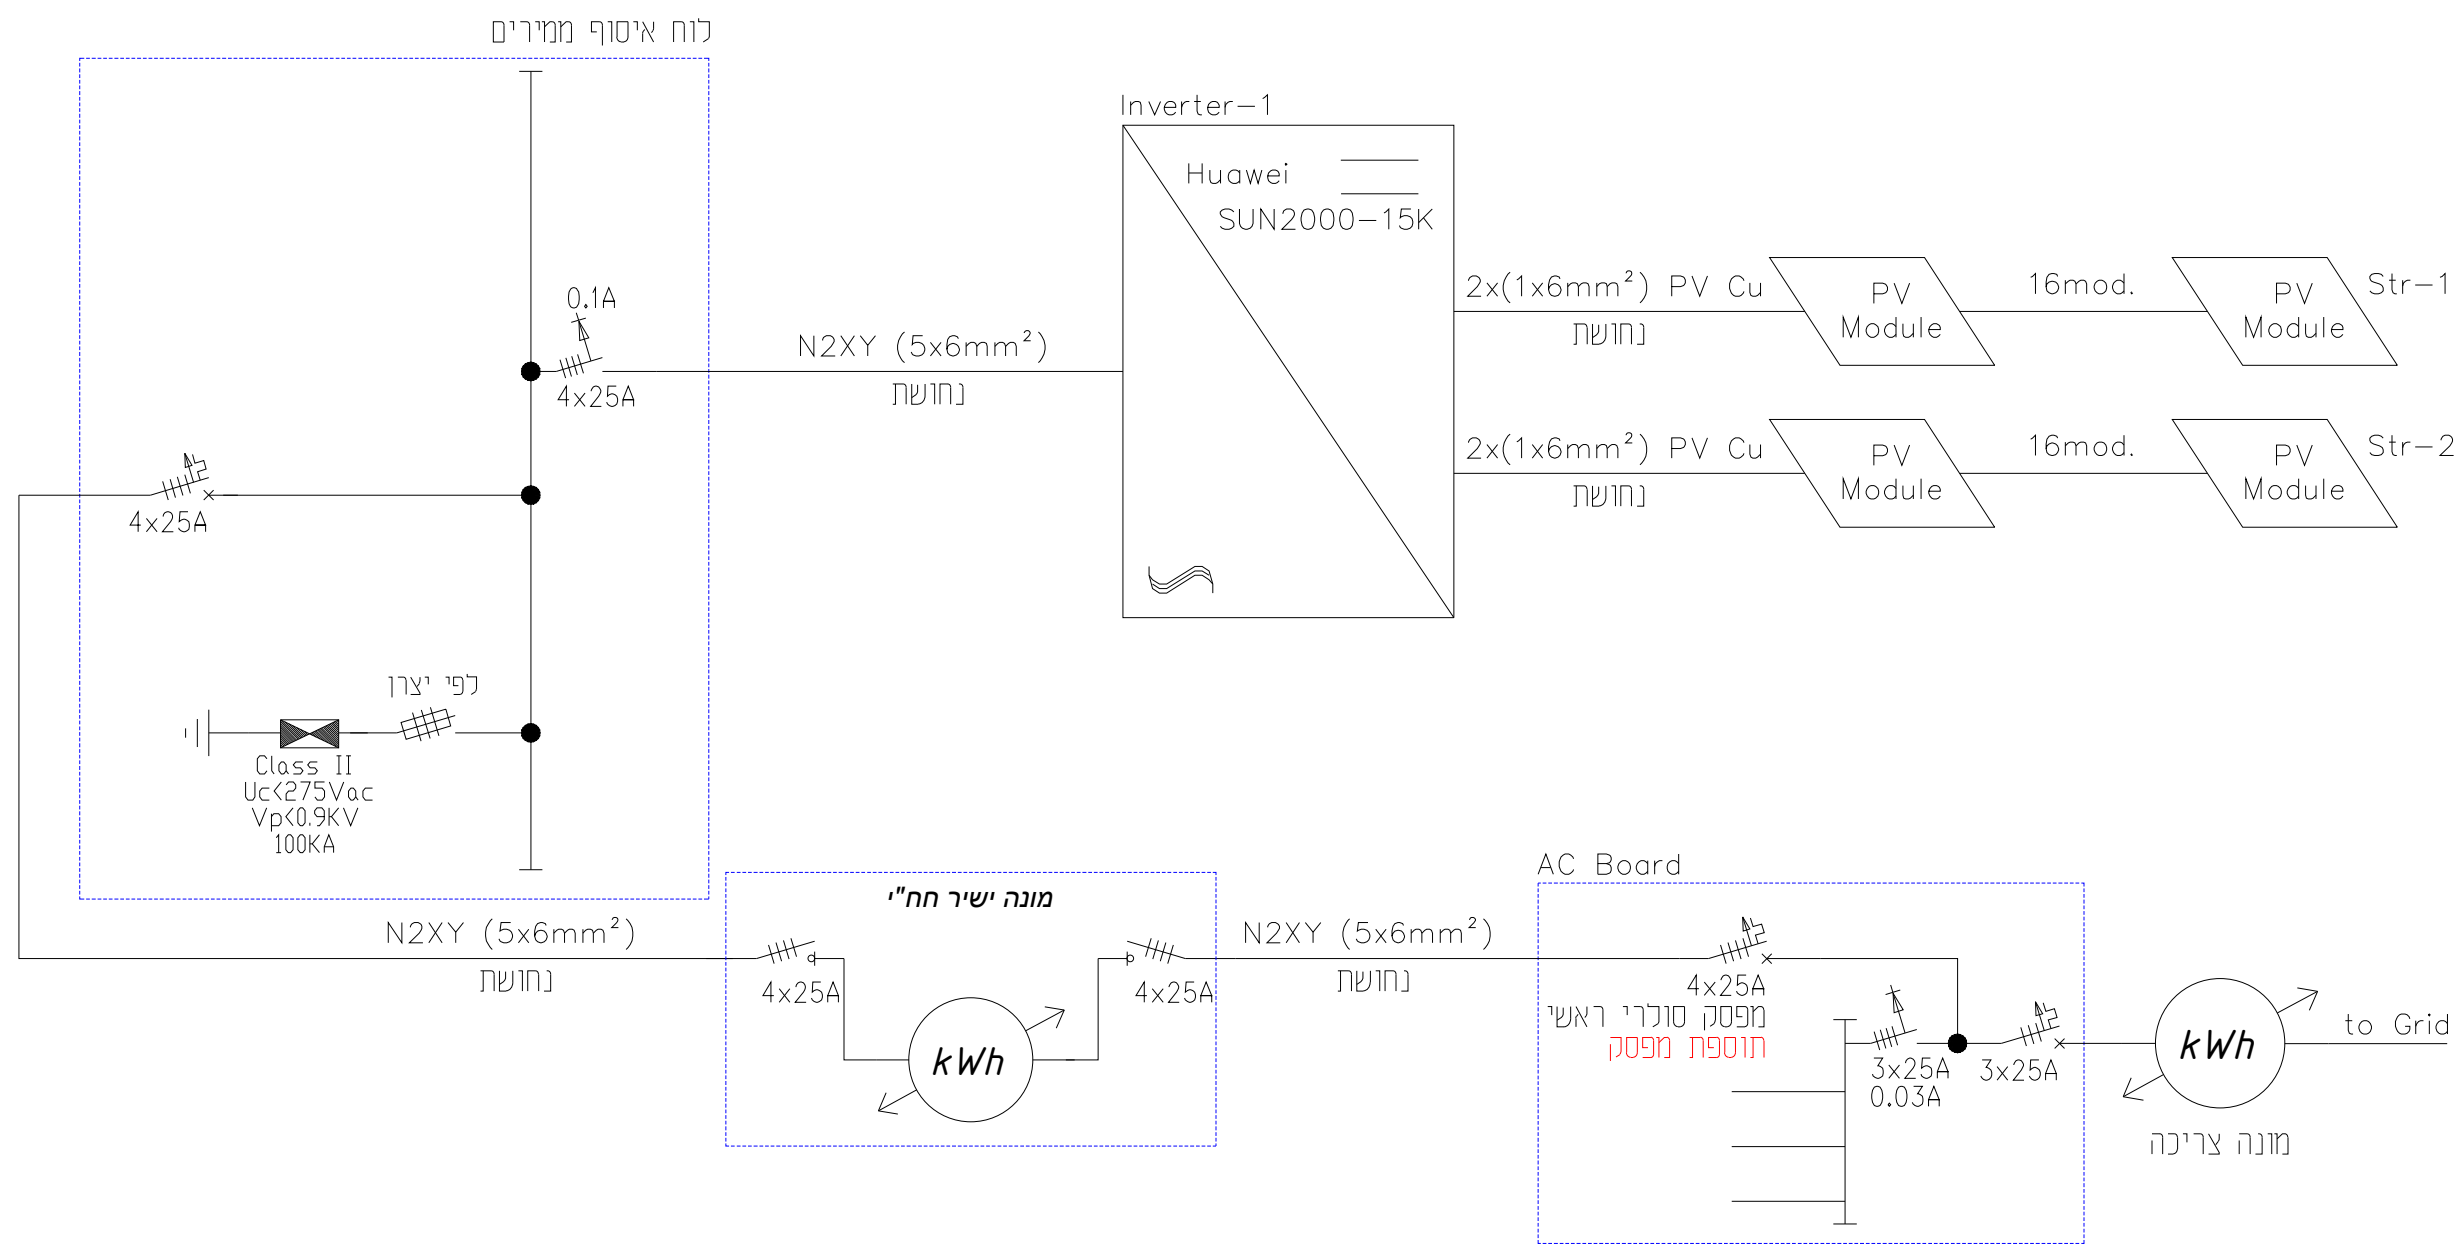 לוח איסוף ממירים
Inverter-1
Huawei
SUN2000-15K
0.1A
4x25A
N2XY (5x6mm²)
נחושת
2x(1x6mm²) PV Cu
נחושת
PV
Module
16mod.
PV
Module
Str-1
2x(1x6mm²) PV Cu
נחושת
PV
Module
16mod.
PV
Module
Str-2
4x25A
לפי יצרן
Class II
Uc<275Vac
Vp<0.9KV
100KA
N2XY (5x6mm²)
נחושת
מונה ישיר חח"י
4x25A
4x25A
kWh
N2XY (5x6mm²)
נחושת
AC Board
4x25A
מפסק סולרי ראשי
תוספת מפסק
3x25A
0.03A
3x25A
kWh
to Grid
מונה צריכה